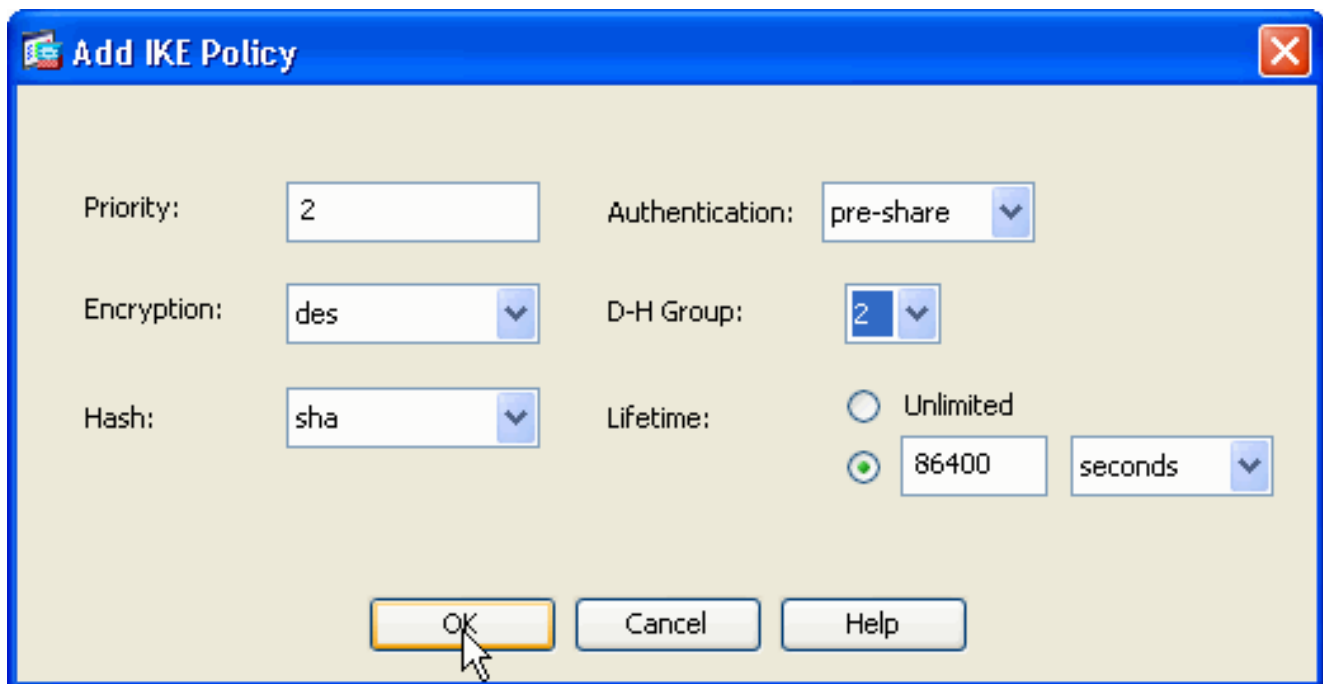 Add IKE Policy
Priority: 2 Authentication: pre-share
Encryption: des D-H Group: 2
Hash: sha Lifetime: Unlimited
86400 seconds
OK Cancel Help